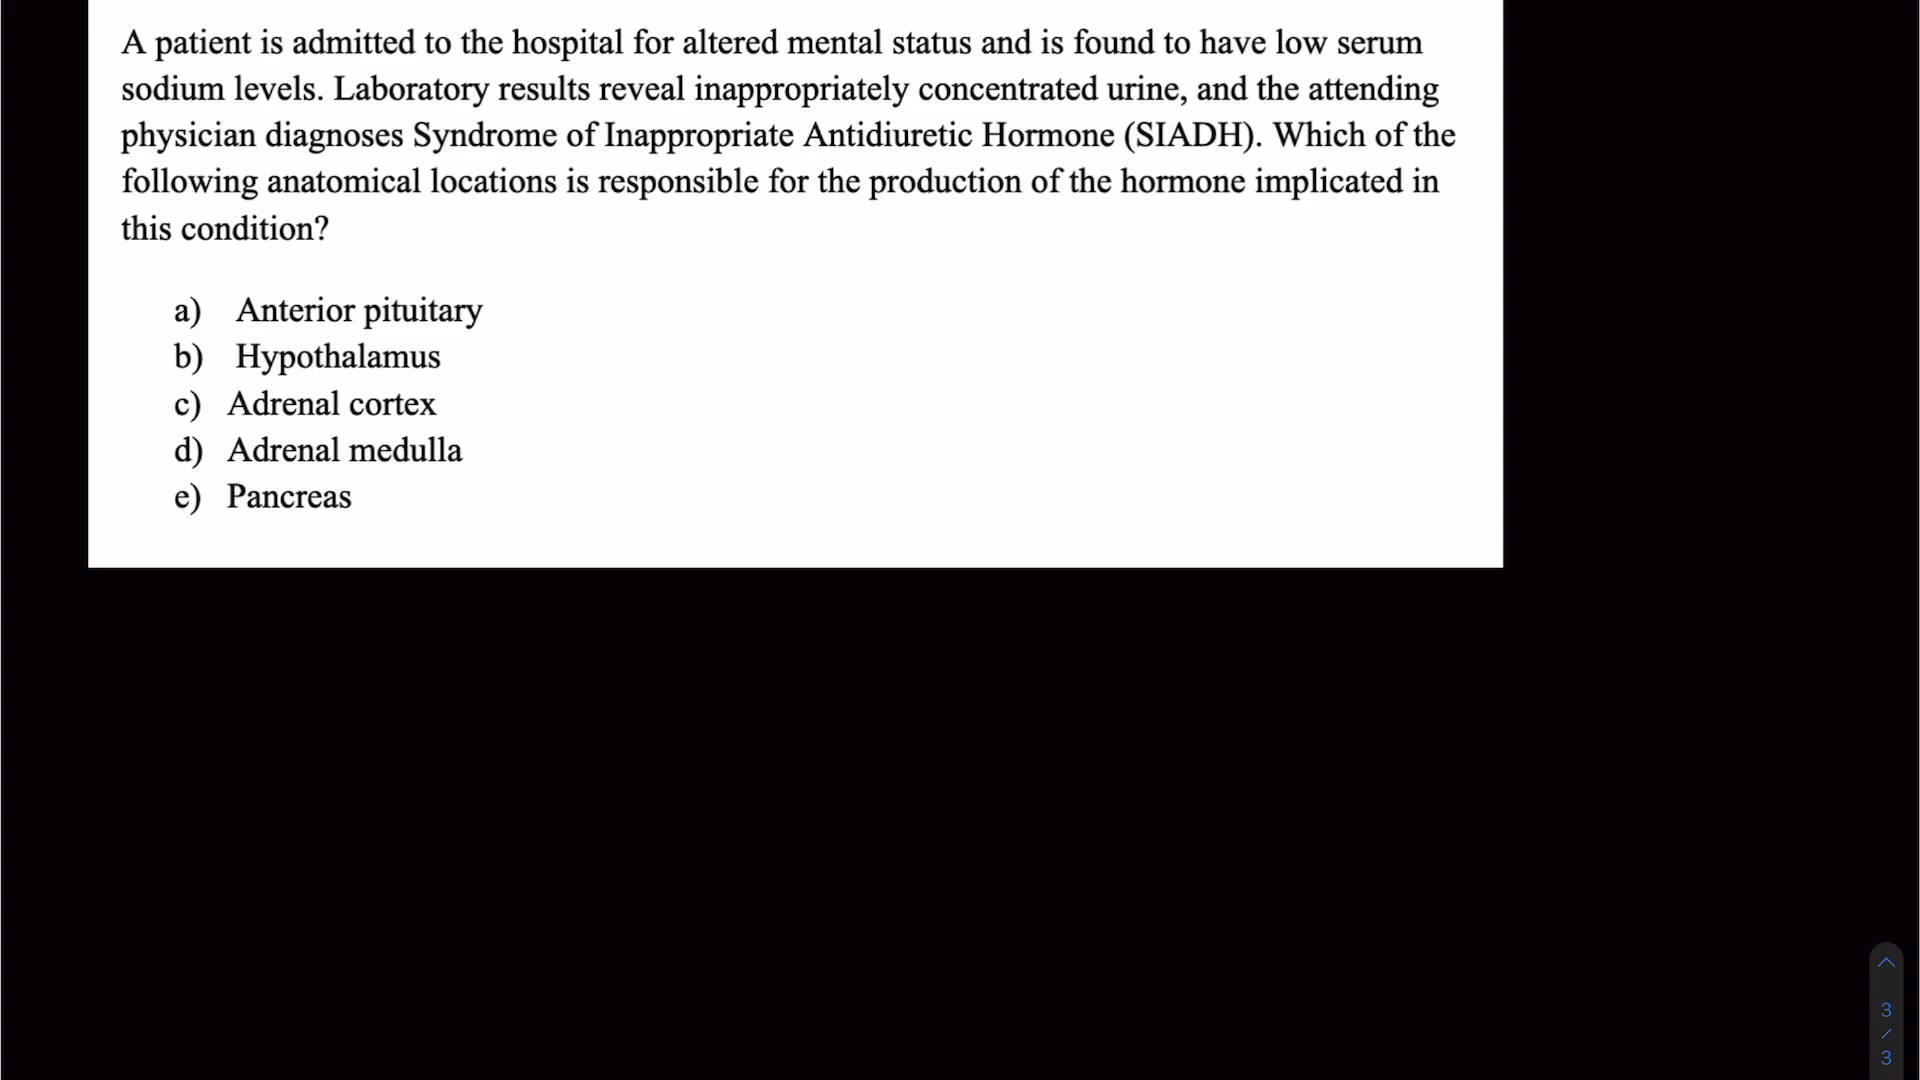 A patient is admitted to the hospital for altered mental status and is found to have low serum
sodium levels. Laboratory results reveal inappropriately concentrated urine, and the attending
physician diagnoses Syndrome of Inappropriate Antidiuretic Hormone (SIADH). Which of the
following anatomical locations is responsible for the production of the hormone implicated in
this condition?
a) Anterior pituitary
b) Hypothalamus
c) Adrenal cortex
d) Adrenal medulla
e) Pancreas
3
/
3